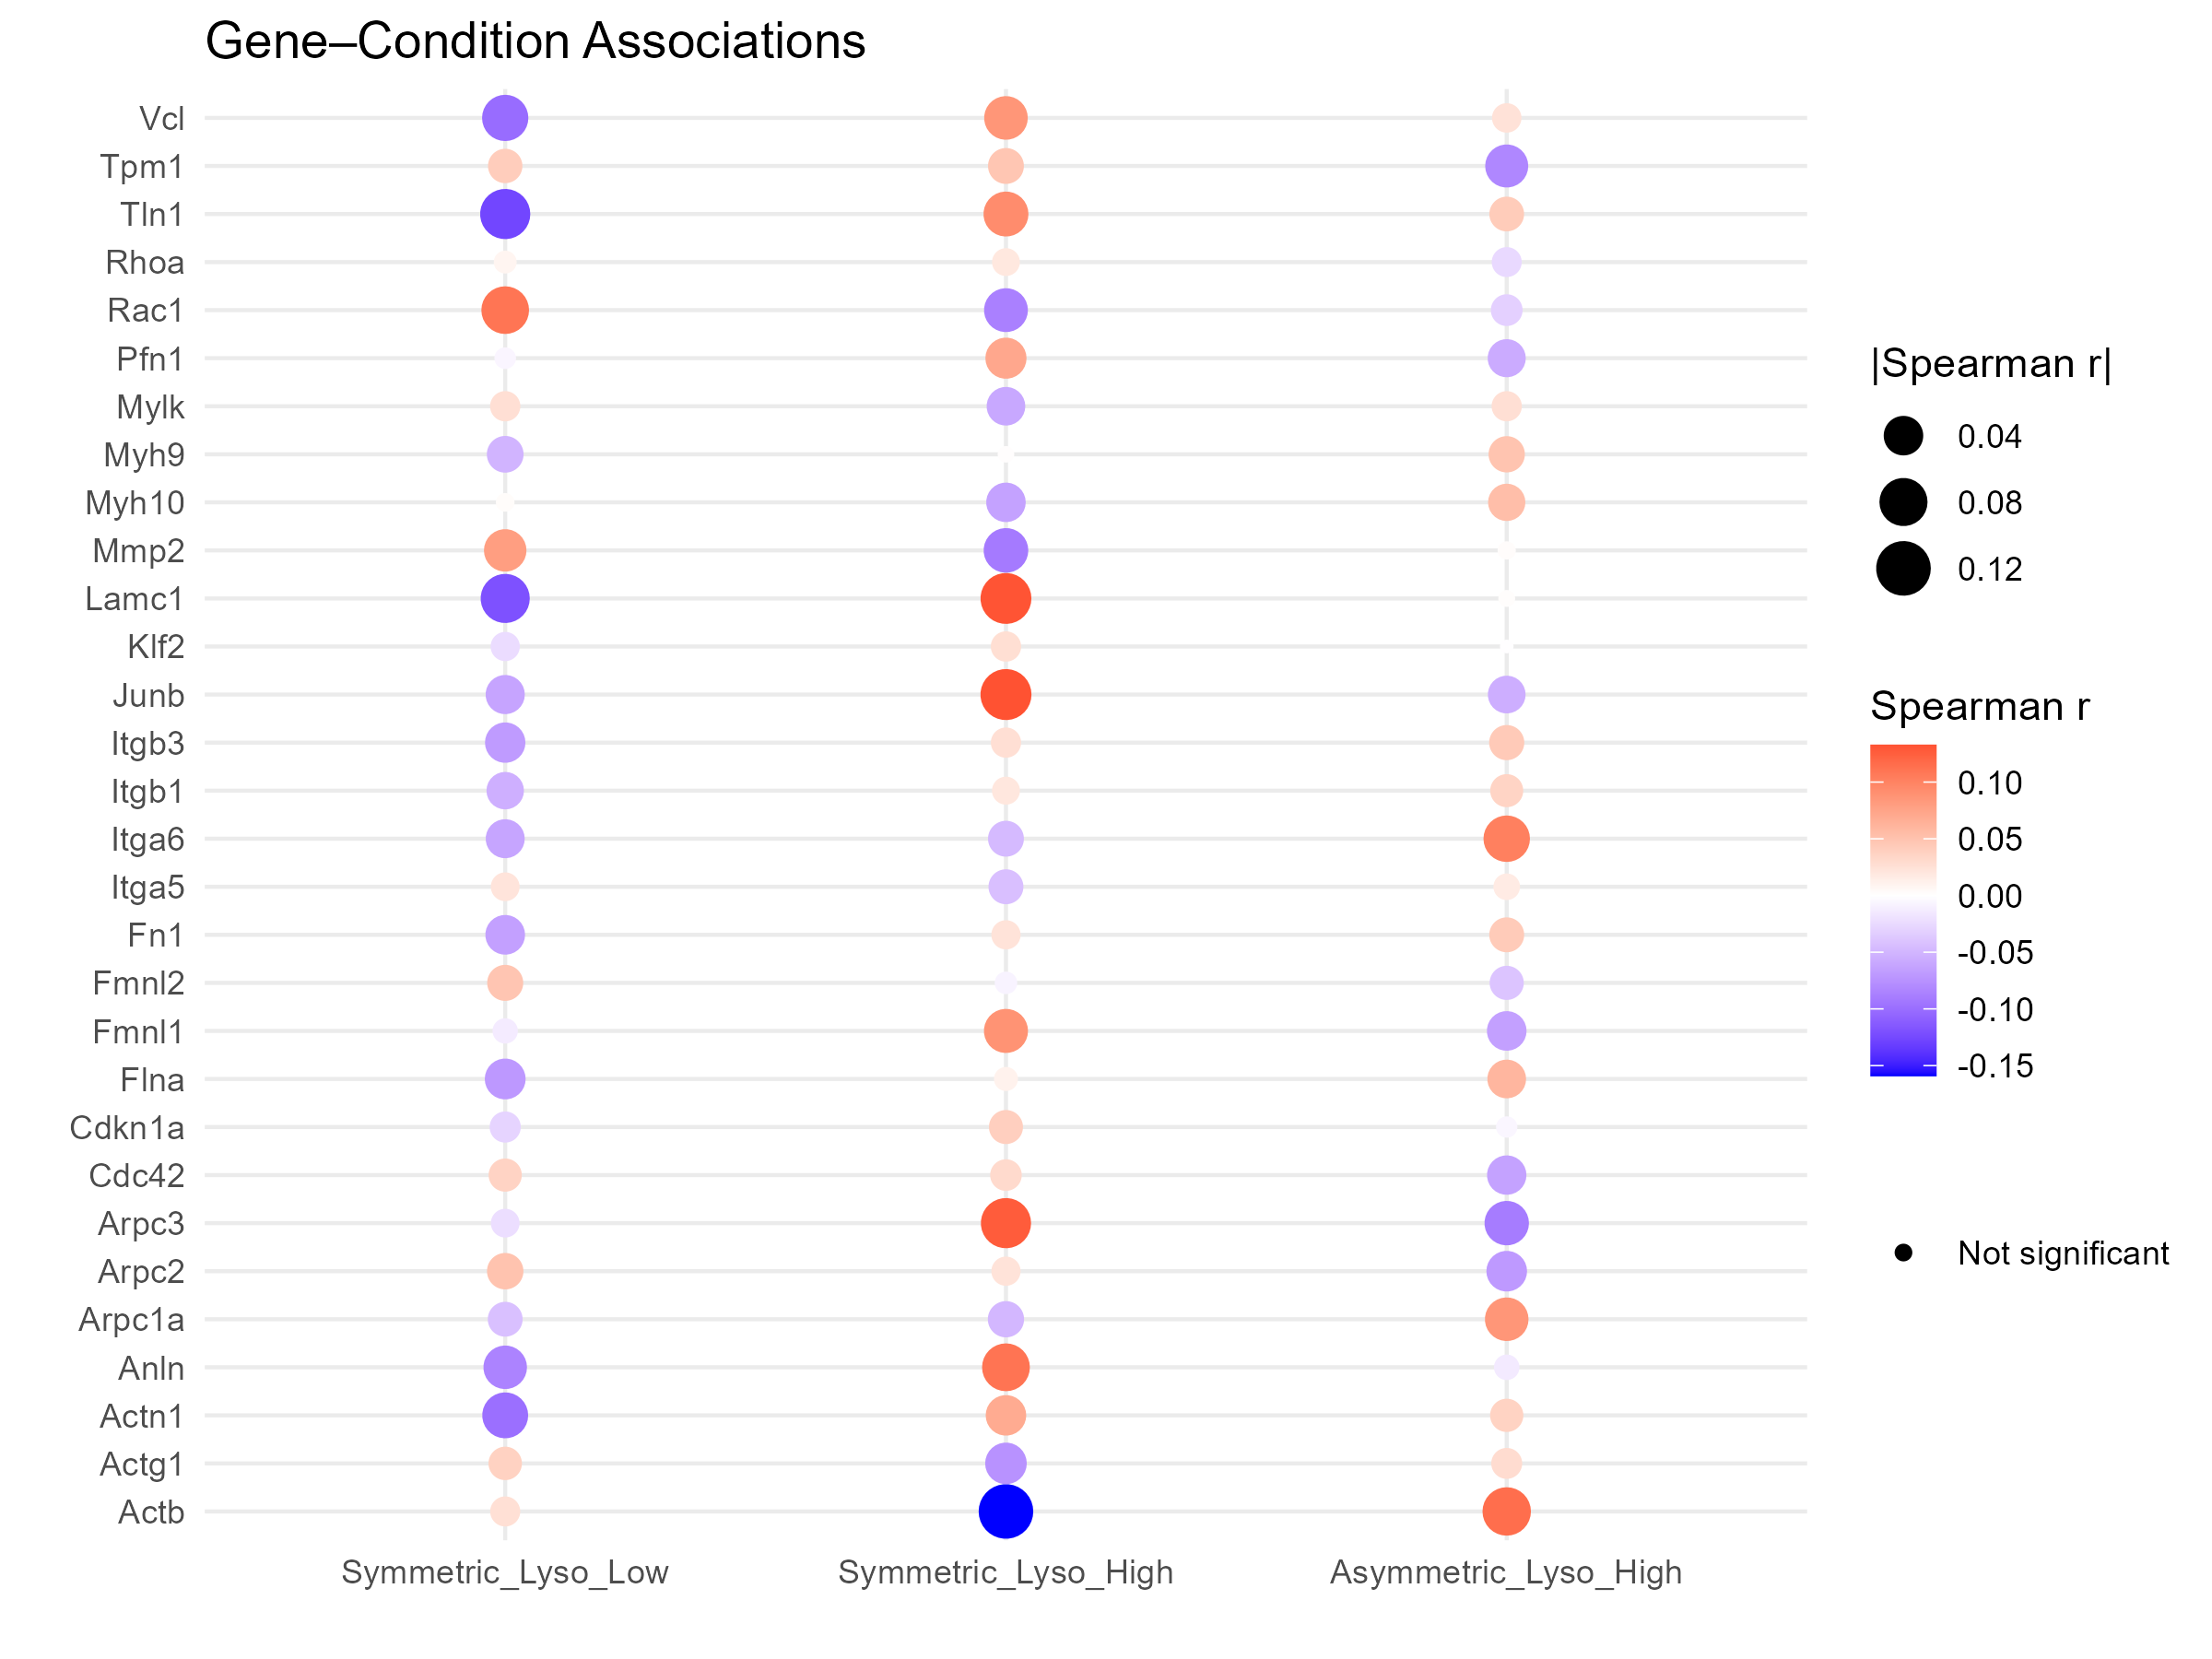 Gene–Condition Associations
Vcl
Tpm1
Tln1
Rhoa
Rac1
Pfn1
Mylk
Myh9
Myh10
Mmp2
Lamc1
Klf2
Junb
Itgb3
Itgb1
Itga6
Itga5
Fn1
Fmnl2
Fmnl1
Flna
Cdkn1a
Cdc42
Arpc3
Arpc2
Arpc1a
Anln
Actn1
Actg1
Actb
Symmetric_Lyso_Low
Symmetric_Lyso_High
Asymmetric_Lyso_High
|Spearman r|
0.04
0.08
0.12
Spearman r
0.10
0.05
0.00
-0.05
-0.10
-0.15
Not significant